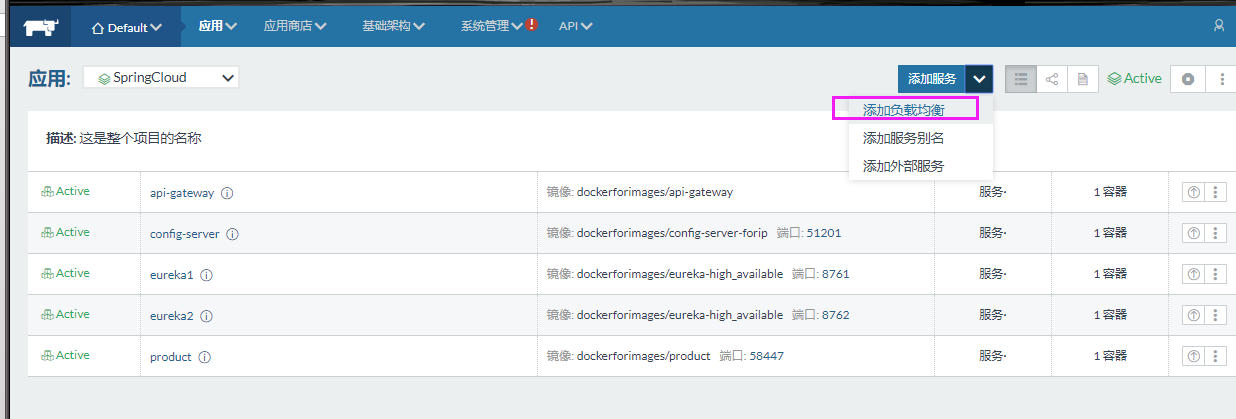 Default 应用 应用商店 基础架构 系统管理 ! API
应用: SpringCloud 添加服务 Active
添加负载均衡
添加服务别名
添加外部服务
描述: 这是整个项目的名称
Active api-gateway 镜像: dockerforimages/api-gateway 服务· 1 容器
Active config-server 镜像: dockerforimages/config-server-forip 端口: 51201 服务· 1 容器
Active eureka1 镜像: dockerforimages/eureka-high_available 端口: 8761 服务· 1 容器
Active eureka2 镜像: dockerforimages/eureka-high_available 端口: 8762 服务· 1 容器
Active product 镜像: dockerforimages/product 端口: 58447 服务· 1 容器